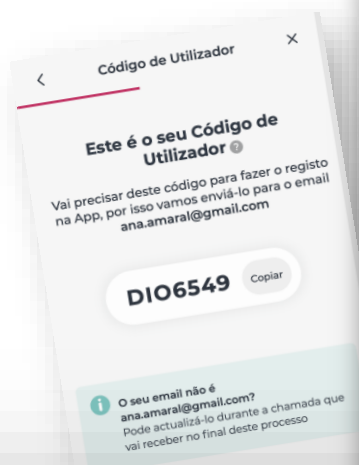 Código de Utilizador
Este é o seu Código de
Utilizador ?
Vai precisar deste código para fazer o registo
na App, por isso vamos enviá-lo para o email
ana.amaral@gmail.com
DIO6549
Copiar
O seu email não é
ana.amaral@gmail.com?
Pode actualizá-lo durante a chamada que
vai receber no final deste processo